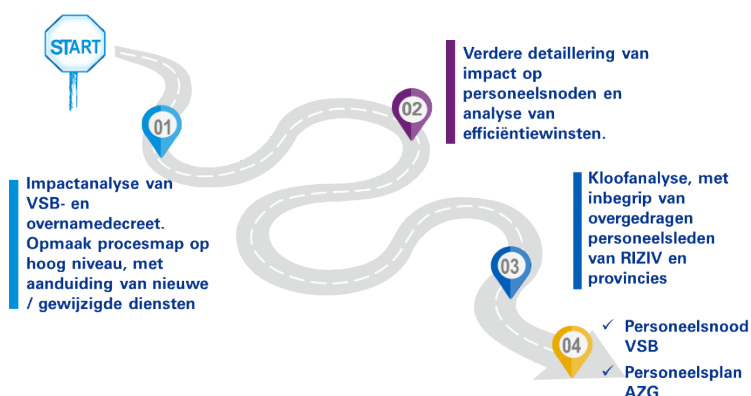 START
01
Impactanalyse van
VSB- en
overnamedecreet.
Opmaak procesmap op
hoog niveau, met
aanduiding van nieuwe
/ gewijzigde diensten
02
Verdere detaillering van
impact op
personeelsnoden en
analyse van
efficiëntiewinsten.
03
Kloofanalyse, met
inbegrip van
overgedragen
personeelsleden
van RIZIV en
provincies
04
✓ Personeelsnood
VSB
✓ Personeelsplan
AZG